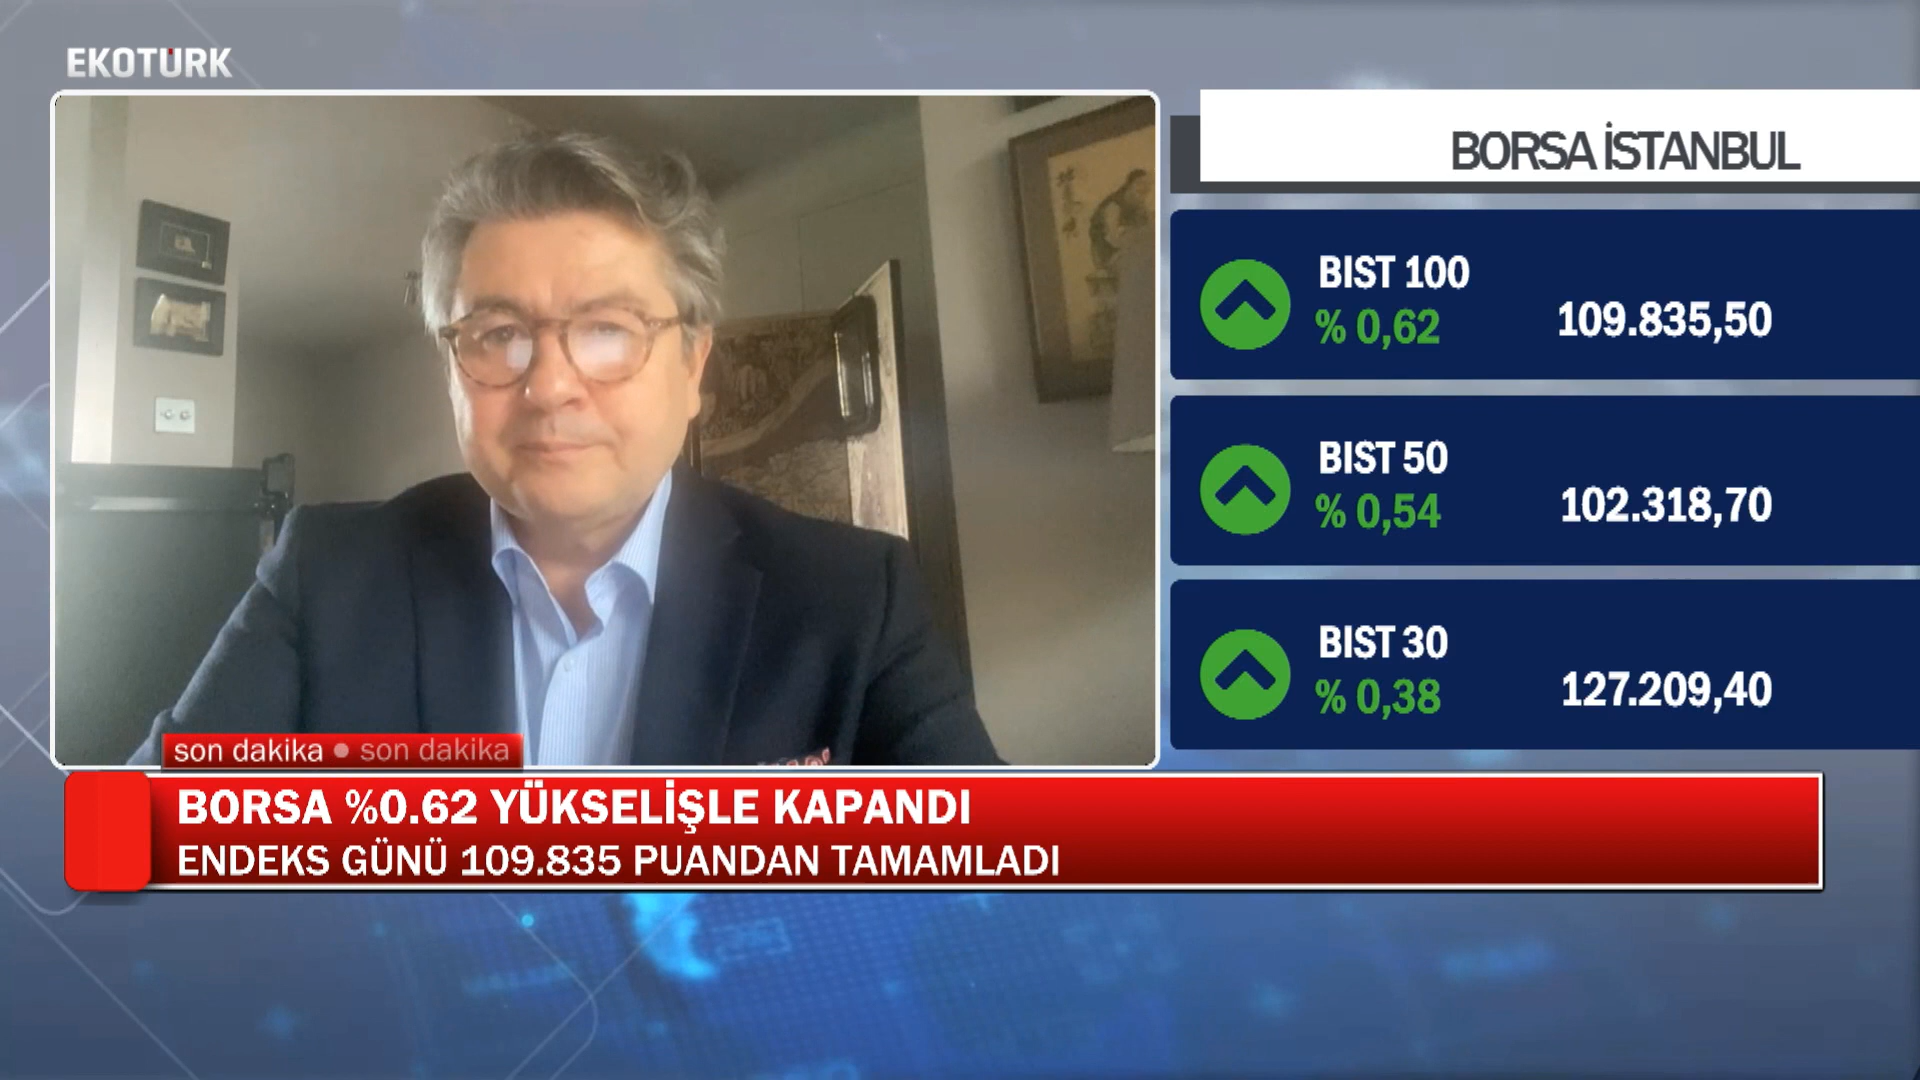 EKOTÜRK
BORSA İSTANBUL
BIST 100
% 0,62
109.835,50
BIST 50
% 0,54
102.318,70
BIST 30
% 0,38
127.209,40
son dakika • son dakika
BORSA %0.62 YÜKSELİŞLE KAPANDI
ENDEKS GÜNÜ 109.835 PUANDAN TAMAMLADI